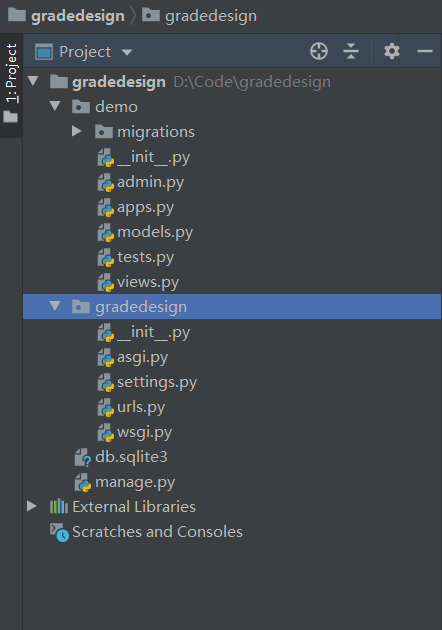 gradedesign gradedesign
1: Project
Project
gradedesign D:\Code\gradedesign
demo
migrations
__init__.py
admin.py
apps.py
models.py
tests.py
views.py
gradedesign
__init__.py
asgi.py
settings.py
urls.py
wsgi.py
db.sqlite3
manage.py
External Libraries
Scratches and Consoles